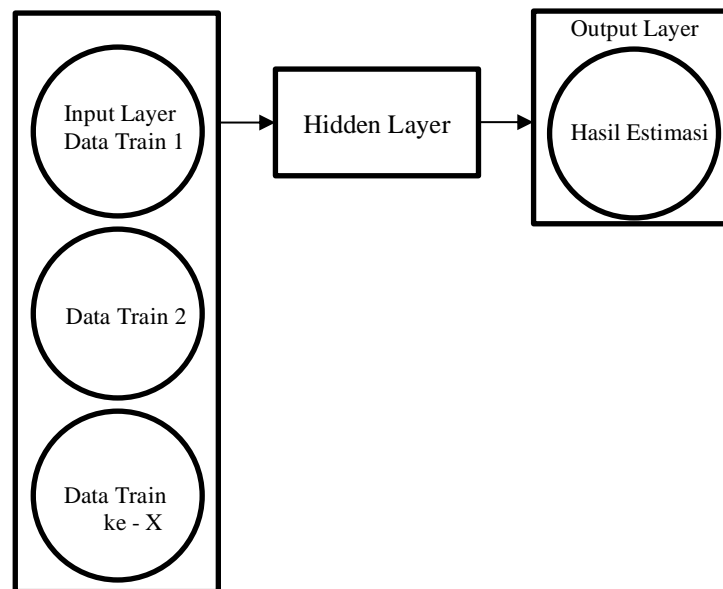 Input Layer
Data Train 1
Data Train 2
Data Train
ke - X
Hidden Layer
Output Layer
Hasil Estimasi